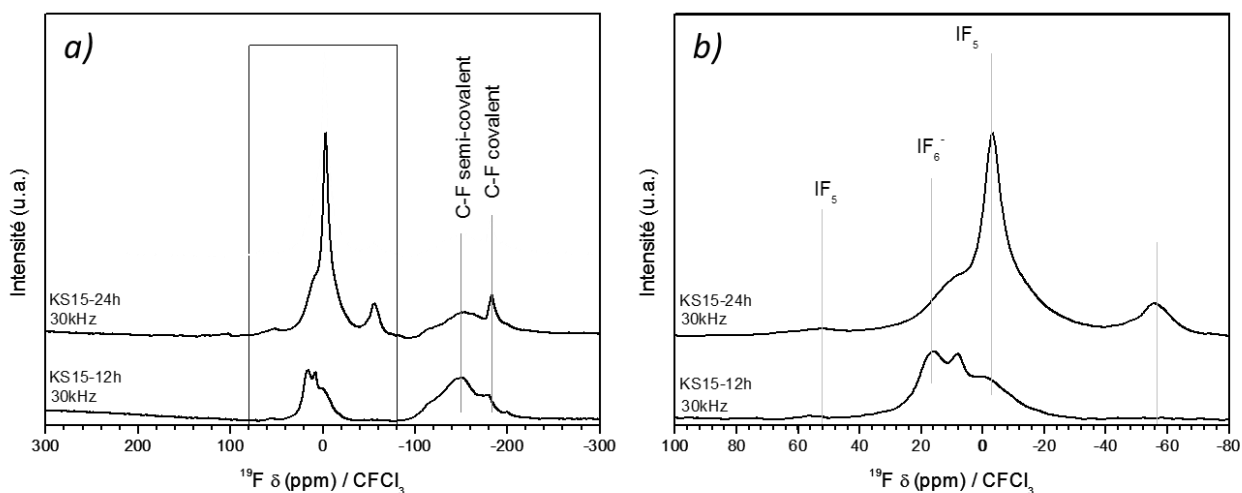 a)
C-F semi-covalent
C-F covalent
KS15-24h
30kHz
KS15-12h
30kHz
Intensité (u.a.)
300 200 100 0 -100 -200 -300
¹⁹F δ (ppm) / CFCl₃
b)
IF₅
IF₆⁻
IF₅
KS15-24h
30kHz
KS15-12h
30kHz
Intensité (u.a.)
100 80 60 40 20 0 -20 -40 -60 -80
¹⁹F δ (ppm) / CFCl₃